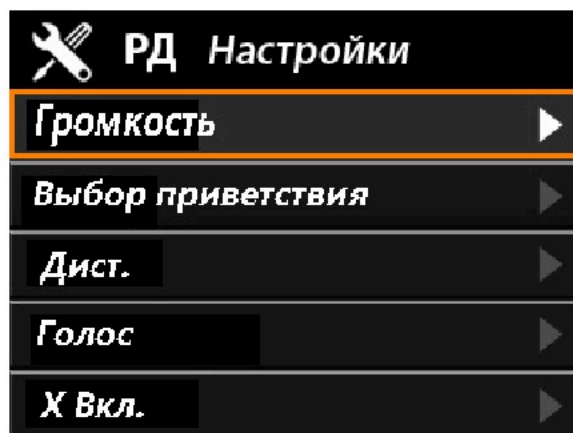 РД Настройки
Громкость
Выбор приветствия
Дист.
Голос
X Вкл.